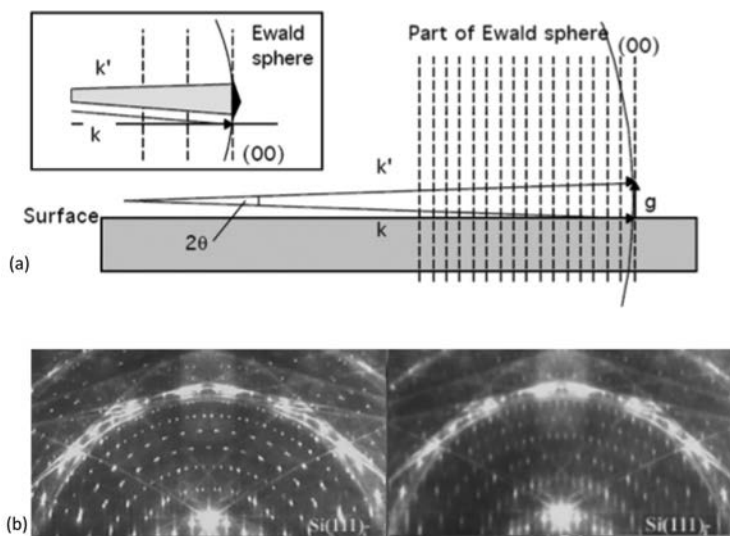 (a)
Ewald
sphere
k'
k
(00)
Part of Ewald sphere
(00)
k'
Surface
2θ
k
g
(b)
Si(111)-
Si(111)-